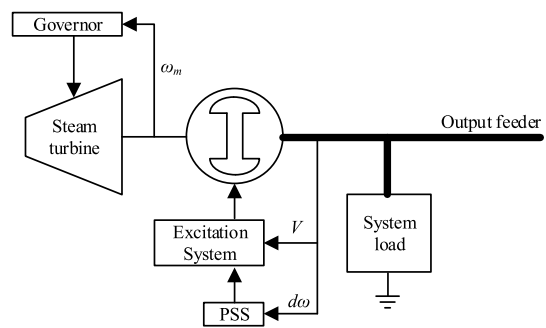 Governor
ωm
Steam
turbine
Output feeder
Excitation
System
V
System
load
PSS
dω